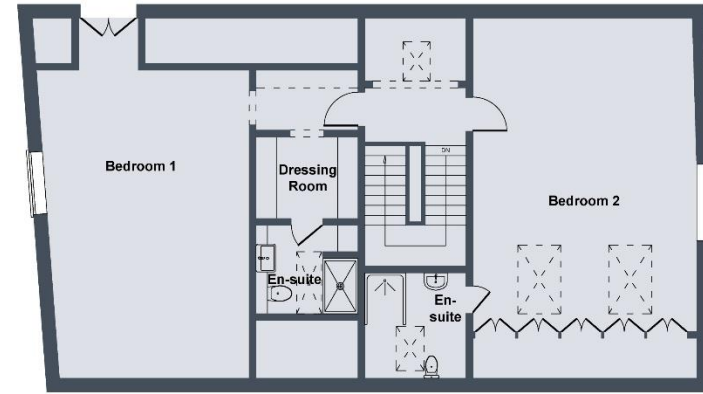 DN
Bedroom 1
Dressing
Room
Bedroom 2
En-suite
En-
suite